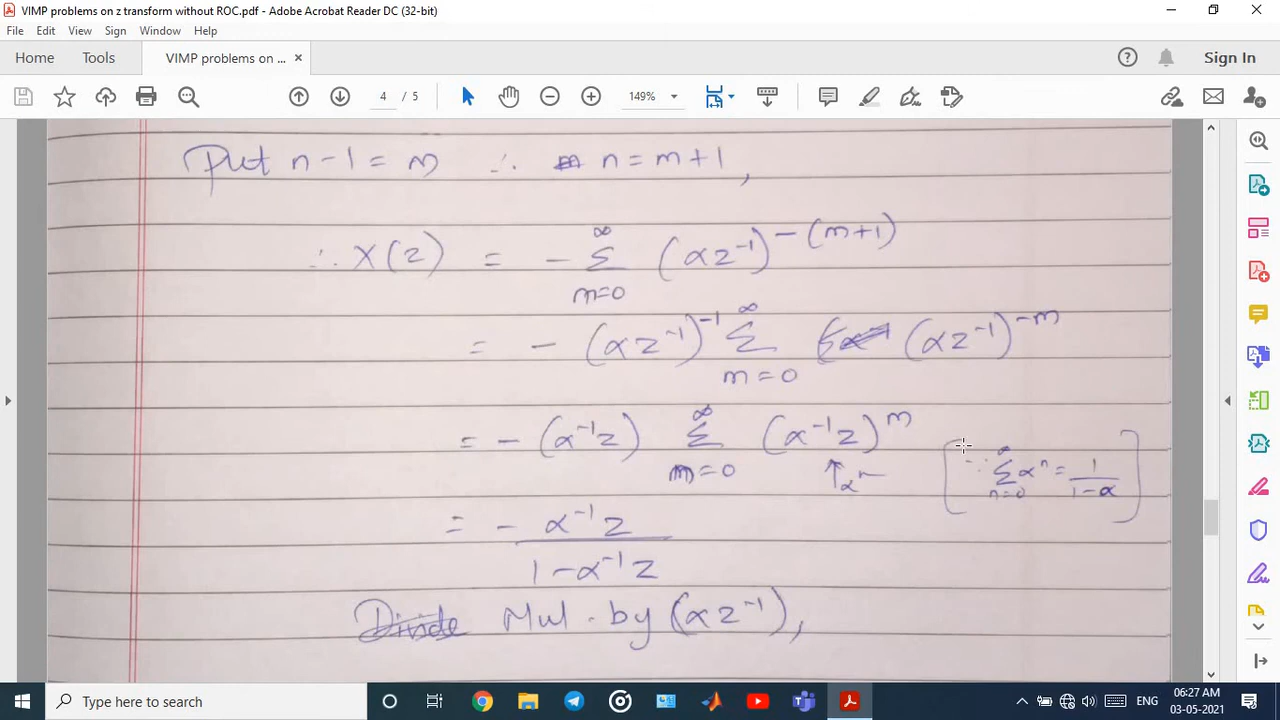 VIMP problems on z transform without ROC.pdf - Adobe Acrobat Reader DC (32-bit)
File Edit View Sign Window Help
Home Tools VIMP problems on ... × Sign In
4 / 5 149%
Put n-1 = m ∴ n = m+1,
∴ X(z) = - Σ_{m=0}^{∞} (αz⁻¹)^{-(m+1)}
= - (αz⁻¹)⁻¹ Σ_{m=0}^{∞} (αz⁻¹)^{-m}
= - (α⁻¹z) Σ_{m=0}^{∞} (α⁻¹z)^m [∵ Σ_{n=0}^{∞} αⁿ = 1/(1-α)]
↑αⁿ
= - α⁻¹z
1-α⁻¹z
Divide Mul. by (αz⁻¹),
Type here to search
ENG
06:27 AM
03-05-2021